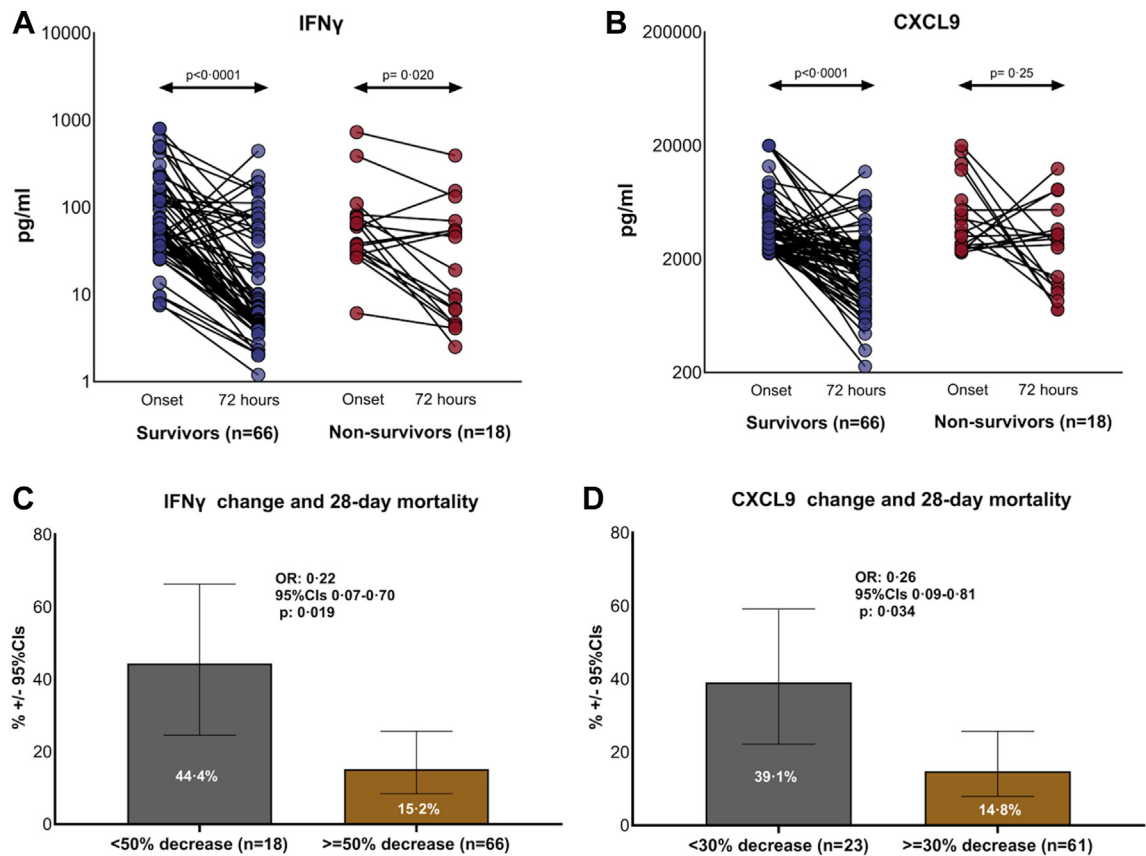 A
IFNγ
10000
1000
100
10
1
pg/ml
p<0·0001
p= 0·020
Onset 72 hours Onset 72 hours
Survivors (n=66) Non-survivors (n=18)
B
CXCL9
200000
20000
2000
200
pg/ml
p<0·0001
p= 0·25
Onset 72 hours Onset 72 hours
Survivors (n=66) Non-survivors (n=18)
C
IFNγ change and 28-day mortality
80
60
40
20
0
% +/- 95%CIs
OR: 0·22
95%CIs 0·07-0·70
p: 0·019
44·4%
15·2%
<50% decrease (n=18) >=50% decrease (n=66)
D
CXCL9 change and 28-day mortality
80
60
40
20
0
% +/- 95%CIs
OR: 0·26
95%CIs 0·09-0·81
p: 0·034
39·1%
14·8%
<30% decrease (n=23) >=30% decrease (n=61)